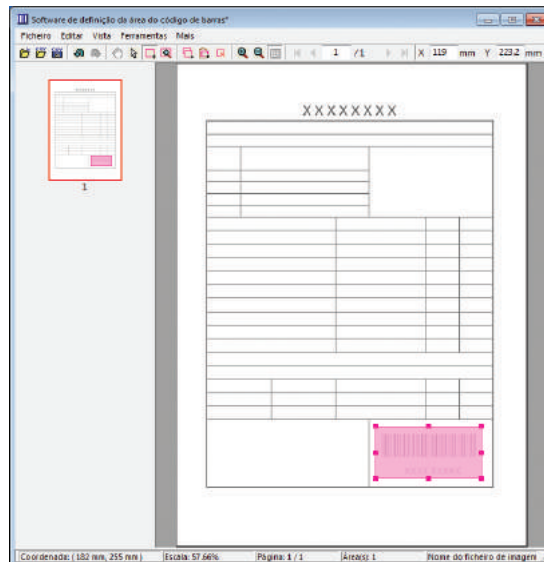 Software de definição da área do código de barras*
Ficheiro Editar Vista Ferramentas Mais
1 /1 X 119 mm Y 223.2 mm
XXXXXXXX
1
Coordenada: (182 mm, 255 mm) Escala: 57.66% Página: 1 / 1 Área(s): 1 Nome do ficheiro de imagem